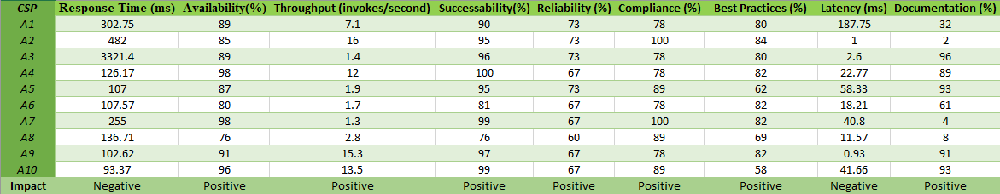 CSP Response Time (ms) Availability(%) Throughput (invokes/second) Successability(%) Reliability (%) Compliance (%) Best Practices (%) Latency (ms) Documentation (%)
A1 302.75 89 7.1 90 73 78 80 187.75 32
A2 482 85 16 95 73 100 84 1 2
A3 3321.4 89 1.4 96 73 78 80 2.6 96
A4 126.17 98 12 100 67 78 82 22.77 89
A5 107 87 1.9 95 73 89 62 58.33 93
A6 107.57 80 1.7 81 67 78 82 18.21 61
A7 255 98 1.3 99 67 100 82 40.8 4
A8 136.71 76 2.8 76 60 89 69 11.57 8
A9 102.62 91 15.3 97 67 78 82 0.93 91
A10 93.37 96 13.5 99 67 89 58 41.66 93
Impact Negative Positive Positive Positive Positive Positive Positive Negative Positive